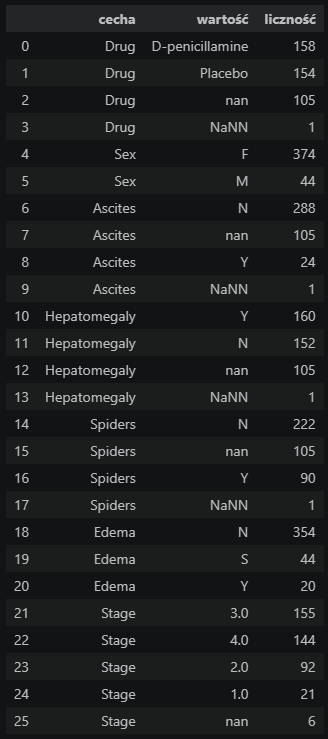 cecha wartość liczność
0 Drug D-penicillamine 158
1 Drug Placebo 154
2 Drug nan 105
3 Drug NaNN 1
4 Sex F 374
5 Sex M 44
6 Ascites N 288
7 Ascites nan 105
8 Ascites Y 24
9 Ascites NaNN 1
10 Hepatomegaly Y 160
11 Hepatomegaly N 152
12 Hepatomegaly nan 105
13 Hepatomegaly NaNN 1
14 Spiders N 222
15 Spiders nan 105
16 Spiders Y 90
17 Spiders NaNN 1
18 Edema N 354
19 Edema S 44
20 Edema Y 20
21 Stage 3.0 155
22 Stage 4.0 144
23 Stage 2.0 92
24 Stage 1.0 21
25 Stage nan 6